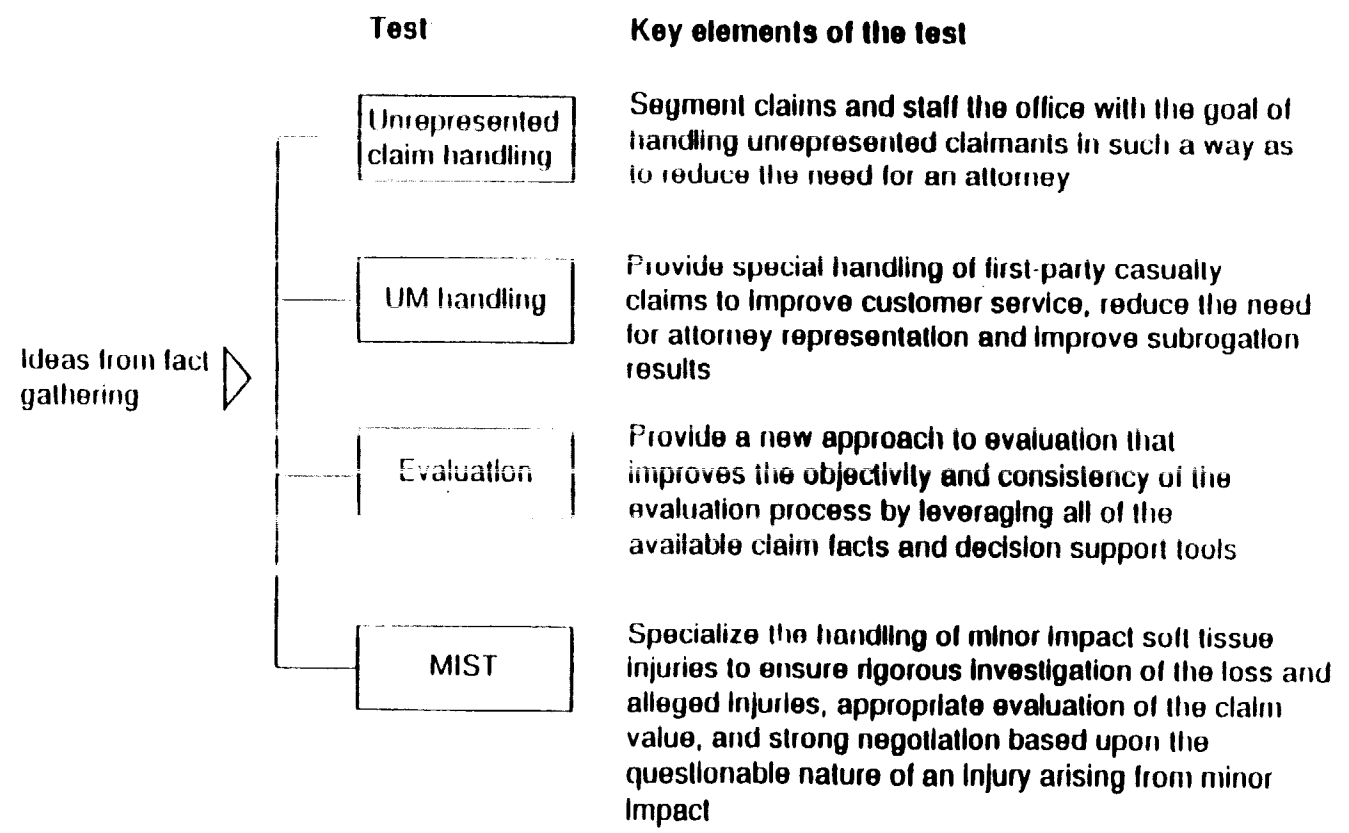 Test
Key elements of the test
Unrepresented
claim handling
Segment claims and staff the office with the goal of
handling unrepresented claimants in such a way as
to reduce the need for an attorney
UM handling
Provide special handling of first-party casualty
claims to improve customer service, reduce the need
for attorney representation and improve subrogation
results
Ideas from fact
gathering
Evaluation
Provide a new approach to evaluation that
improves the objectivity and consistency of the
evaluation process by leveraging all of the
available claim facts and decision support tools
MIST
Specialize the handling of minor impact soft tissue
injuries to ensure rigorous investigation of the loss and
alleged injuries, appropriate evaluation of the claim
value, and strong negotiation based upon the
questionable nature of an injury arising from minor
impact